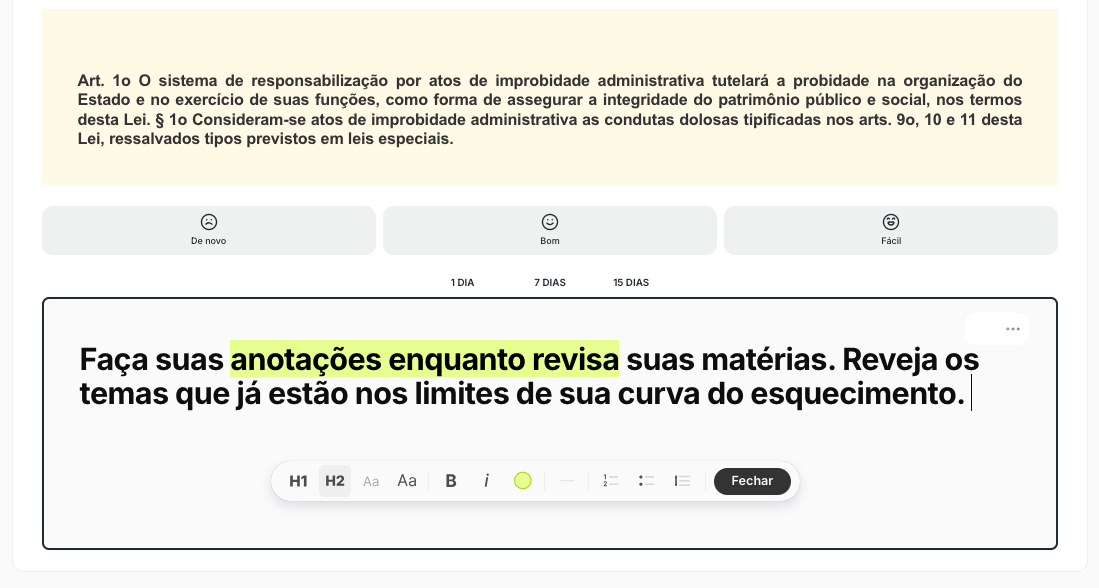 Art. 1o O sistema de responsabilização por atos de improbidade administrativa tutelará a probidade na organização do
Estado e no exercício de suas funções, como forma de assegurar a integridade do patrimônio público e social, nos termos
desta Lei. § 1o Consideram-se atos de improbidade administrativa as condutas dolosas tipificadas nos arts. 9o, 10 e 11 desta
Lei, ressalvados tipos previstos em leis especiais.
De novo
Bom
Fácil
1 DIA
7 DIAS
15 DIAS
Faça suas anotações enquanto revisa suas matérias. Reveja os
temas que já estão nos limites de sua curva do esquecimento.
H1 H2 Aa Aa B i Fechar